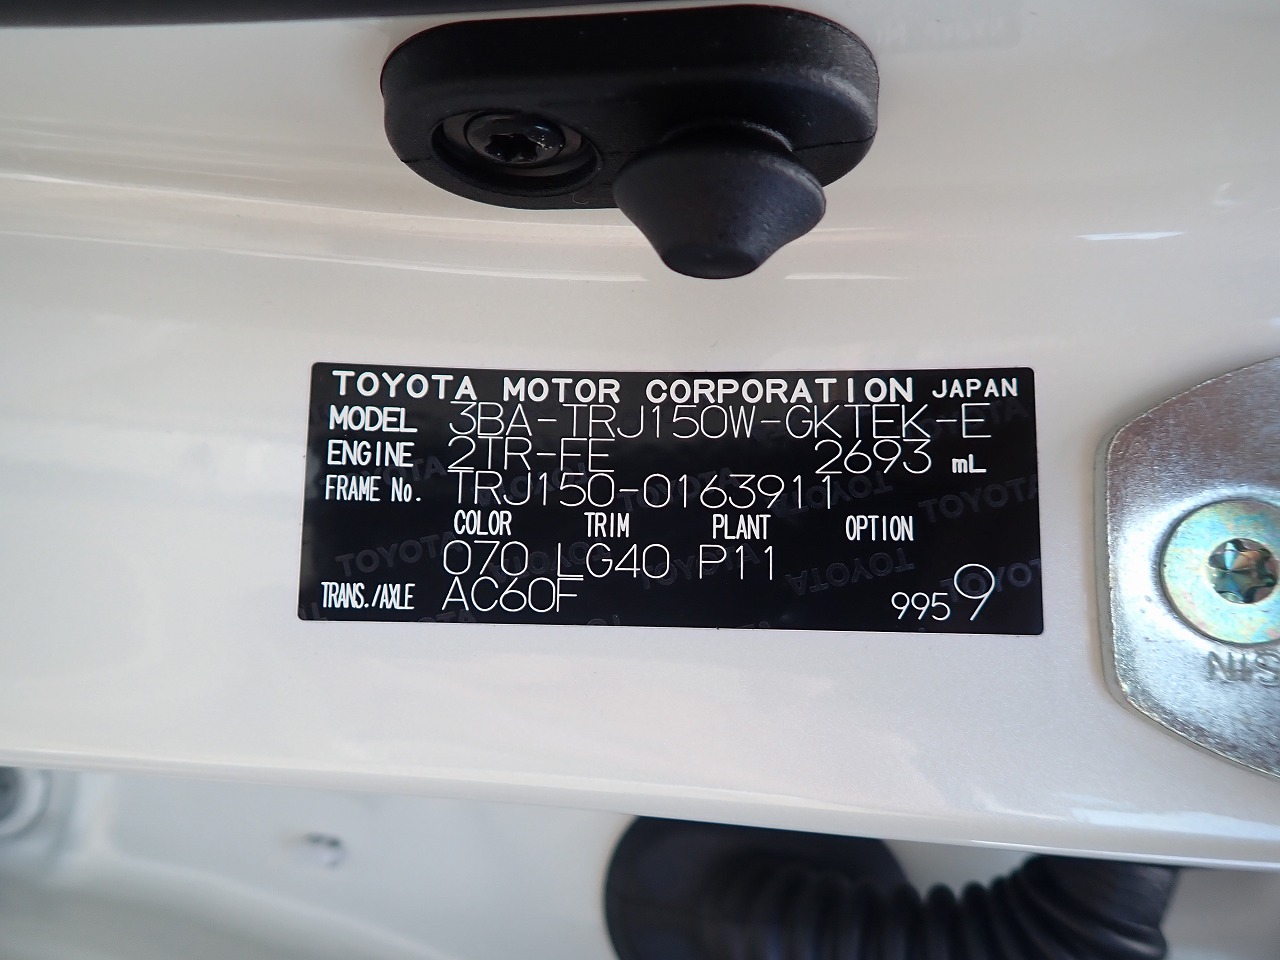 TOYOTA MOTOR CORPORATION JAPAN
MODEL 3BA-TRJ150W-GKTEK-E
ENGINE 2TR-FE 2693 mL
FRAME No. TRJ150-0163911
COLOR TRIM PLANT OPTION
070 LG40 P11
TRANS./AXLE AC60F 9959
NIS